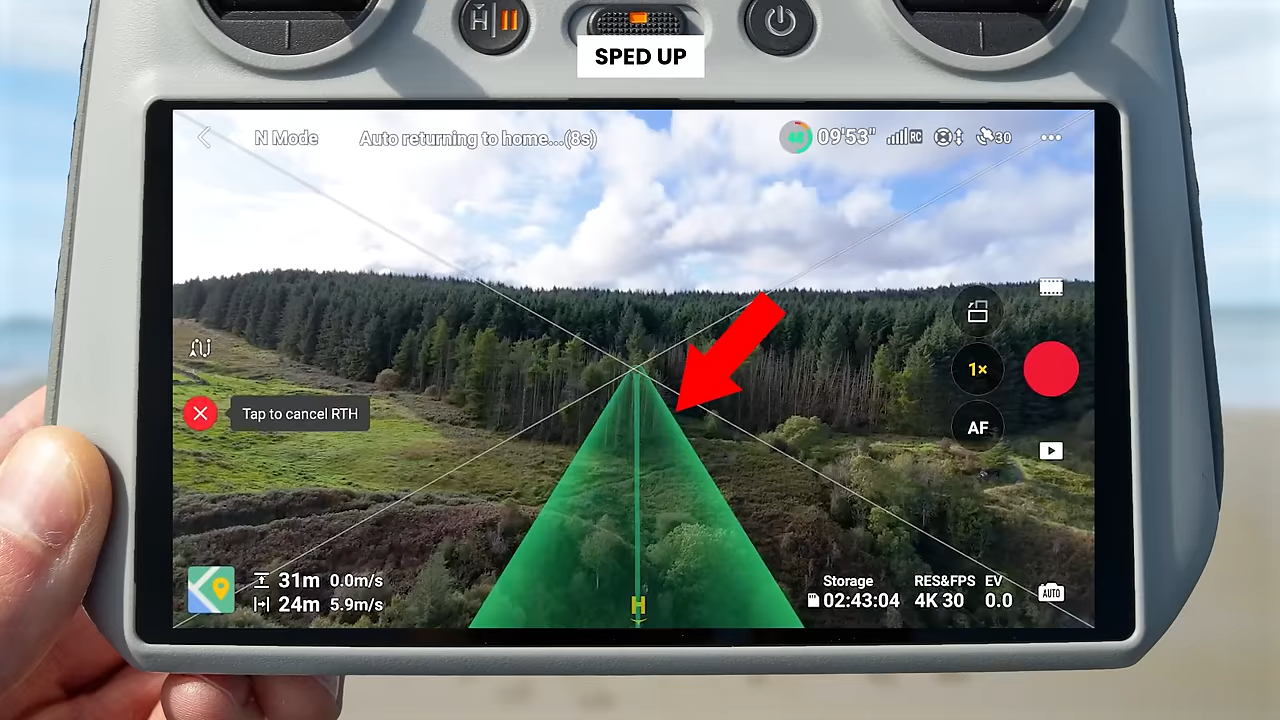 H
SPED UP
N Mode
Auto returning to home...(8s)
09'53"
RC
30
Tap to cancel RTH
1×
AF
31m 0.0m/s
24m 5.9m/s
H
Storage
02:43:04
RES&FPS
4K 30
EV
0.0
AUTO